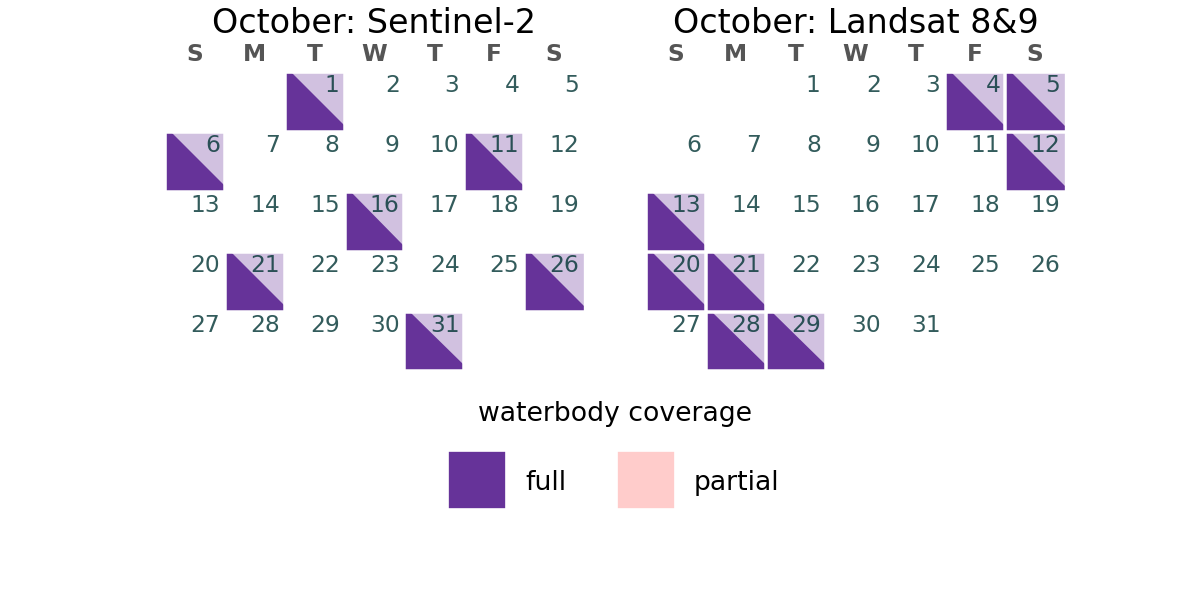 October: Sentinel-2
S M T W T F S
1 2 3 4 5
6 7 8 9 10 11 12
13 14 15 16 17 18 19
20 21 22 23 24 25 26
27 28 29 30 31
October: Landsat 8&9
S M T W T F S
1 2 3 4 5
6 7 8 9 10 11 12
13 14 15 16 17 18 19
20 21 22 23 24 25 26
27 28 29 30 31
waterbody coverage
full partial